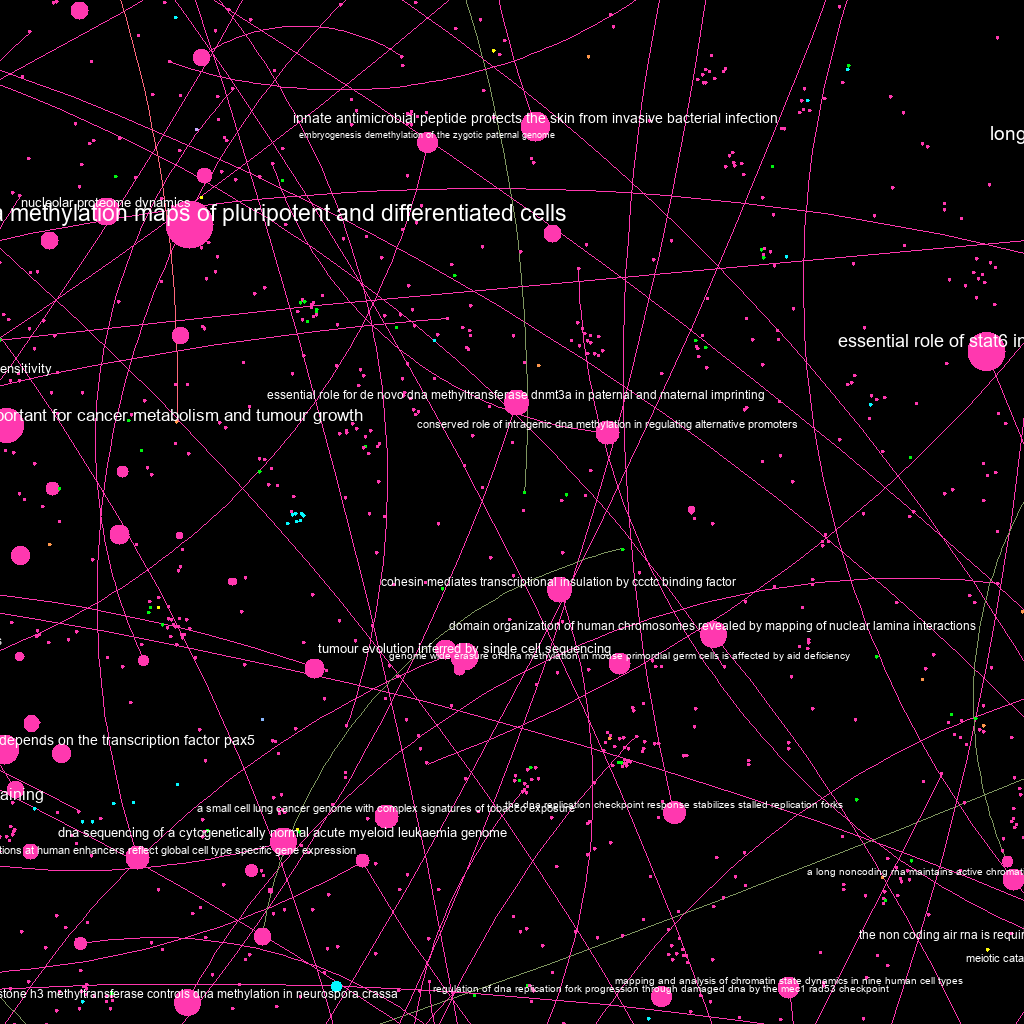 innate antimicrobial peptide protects the skin from invasive bacterial infection
long
embryogenesis demethylation of the zygotic paternal genome
nucleolar proteome dynamics
methylation maps of pluripotent and differentiated cells
essential role of stat6 in
ensitivity
essential role for de novo dna methyltransferase dnmt3a in paternal and maternal imprinting
portant for cancer metabolism and tumour growth
conserved role of intragenic dna methylation in regulating alternative promoters
cohesin mediates transcriptional insulation by ccctc binding factor
domain organization of human chromosomes revealed by mapping of nuclear lamina interactions
tumour evolution inferred by single cell sequencing
genome wide erasure of dna methylation in mouse primordial germ cells is affected by aid deficiency
depends on the transcription factor pax5
aining
the dna replication checkpoint response stabilizes stalled replication forks
a small cell lung cancer genome with complex signatures of tobacco exposure
dna sequencing of a cytogenetically normal acute myeloid leukaemia genome
tions at human enhancers reflect global cell type specific gene expression
a long noncoding rna maintains active chromat
the non coding air rna is requir
meiotic cata
mapping and analysis of chromatin state dynamics in nine human cell types
regulation of dna replication fork progression through damaged dna by the mec1 rad53 checkpoint
stone h3 methyltransferase controls dna methylation in neurospora crassa